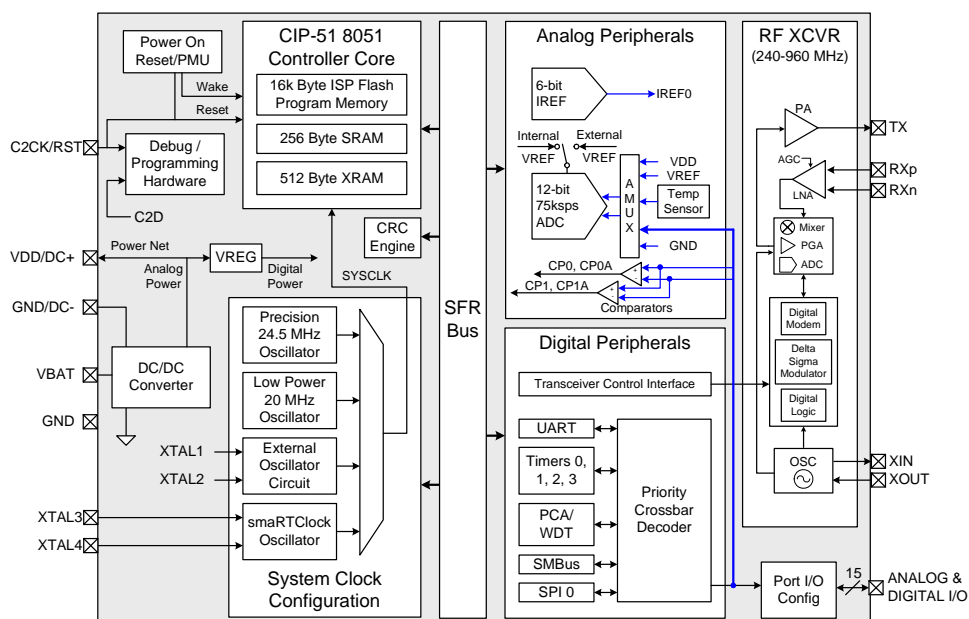 Power On
Reset/PMU
Wake
Reset
C2CK/RST
Debug /
Programming
Hardware
C2D
CIP-51 8051
Controller Core
16k Byte ISP Flash
Program Memory
256 Byte SRAM
512 Byte XRAM
VDD/DC+
Power Net
Analog
Power
VREG
Digital
Power
SYSCLK
CRC
Engine
GND/DC-
VBAT
DC/DC
Converter
GND
Precision
24.5 MHz
Oscillator
Low Power
20 MHz
Oscillator
XTAL1
XTAL2
External
Oscillator
Circuit
XTAL3
XTAL4
smaRTClock
Oscillator
System Clock
Configuration
SFR
Bus
Analog Peripherals
6-bit
IREF
IREF0
Internal
VREF
External
VREF
12-bit
75ksps
ADC
A
M
U
X
VDD
VREF
Temp
Sensor
GND
CP0, CP0A
CP1, CP1A
+
-
+
-
Comparators
Digital Peripherals
Transceiver Control Interface
UART
Timers 0,
1, 2, 3
PCA/
WDT
SMBus
SPI 0
Priority
Crossbar
Decoder
RF XCVR
(240-960 MHz)
PA
TX
AGC
LNA
RXp
RXn
Mixer
PGA
ADC
Digital
Modem
Delta
Sigma
Modulator
Digital
Logic
OSC
XIN
XOUT
Port I/O
Config
15
ANALOG &
DIGITAL I/O